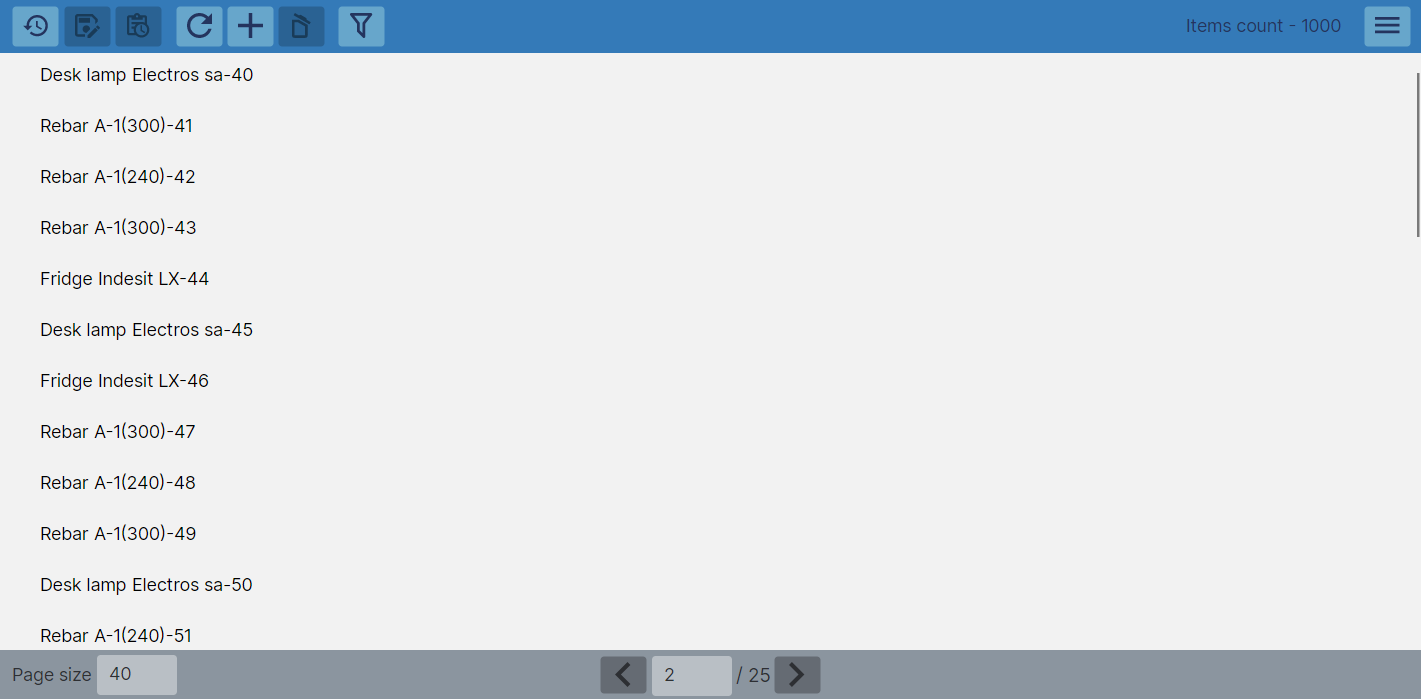 Items count - 1000
Desk lamp Electros sa-40
Rebar A-1(300)-41
Rebar A-1(240)-42
Rebar A-1(300)-43
Fridge Indesit LX-44
Desk lamp Electros sa-45
Fridge Indesit LX-46
Rebar A-1(300)-47
Rebar A-1(240)-48
Rebar A-1(300)-49
Desk lamp Electros sa-50
Rebar A-1(240)-51
Page size 40 2 / 25